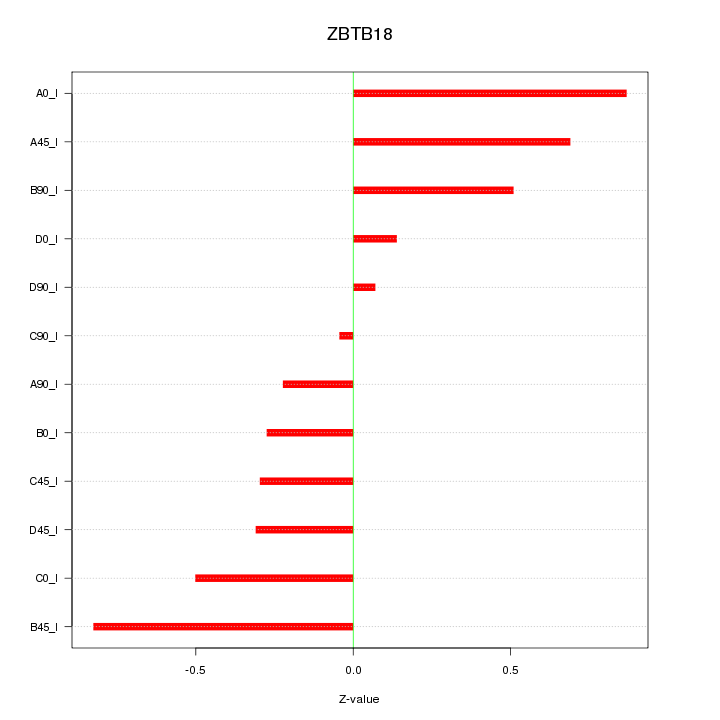 ZBTB18
A0_I
A45_I
B90_I
D0_I
D90_I
C90_I
A90_I
B0_I
C45_I
D45_I
C0_I
B45_I
-0.5 0.0 0.5
Z-value